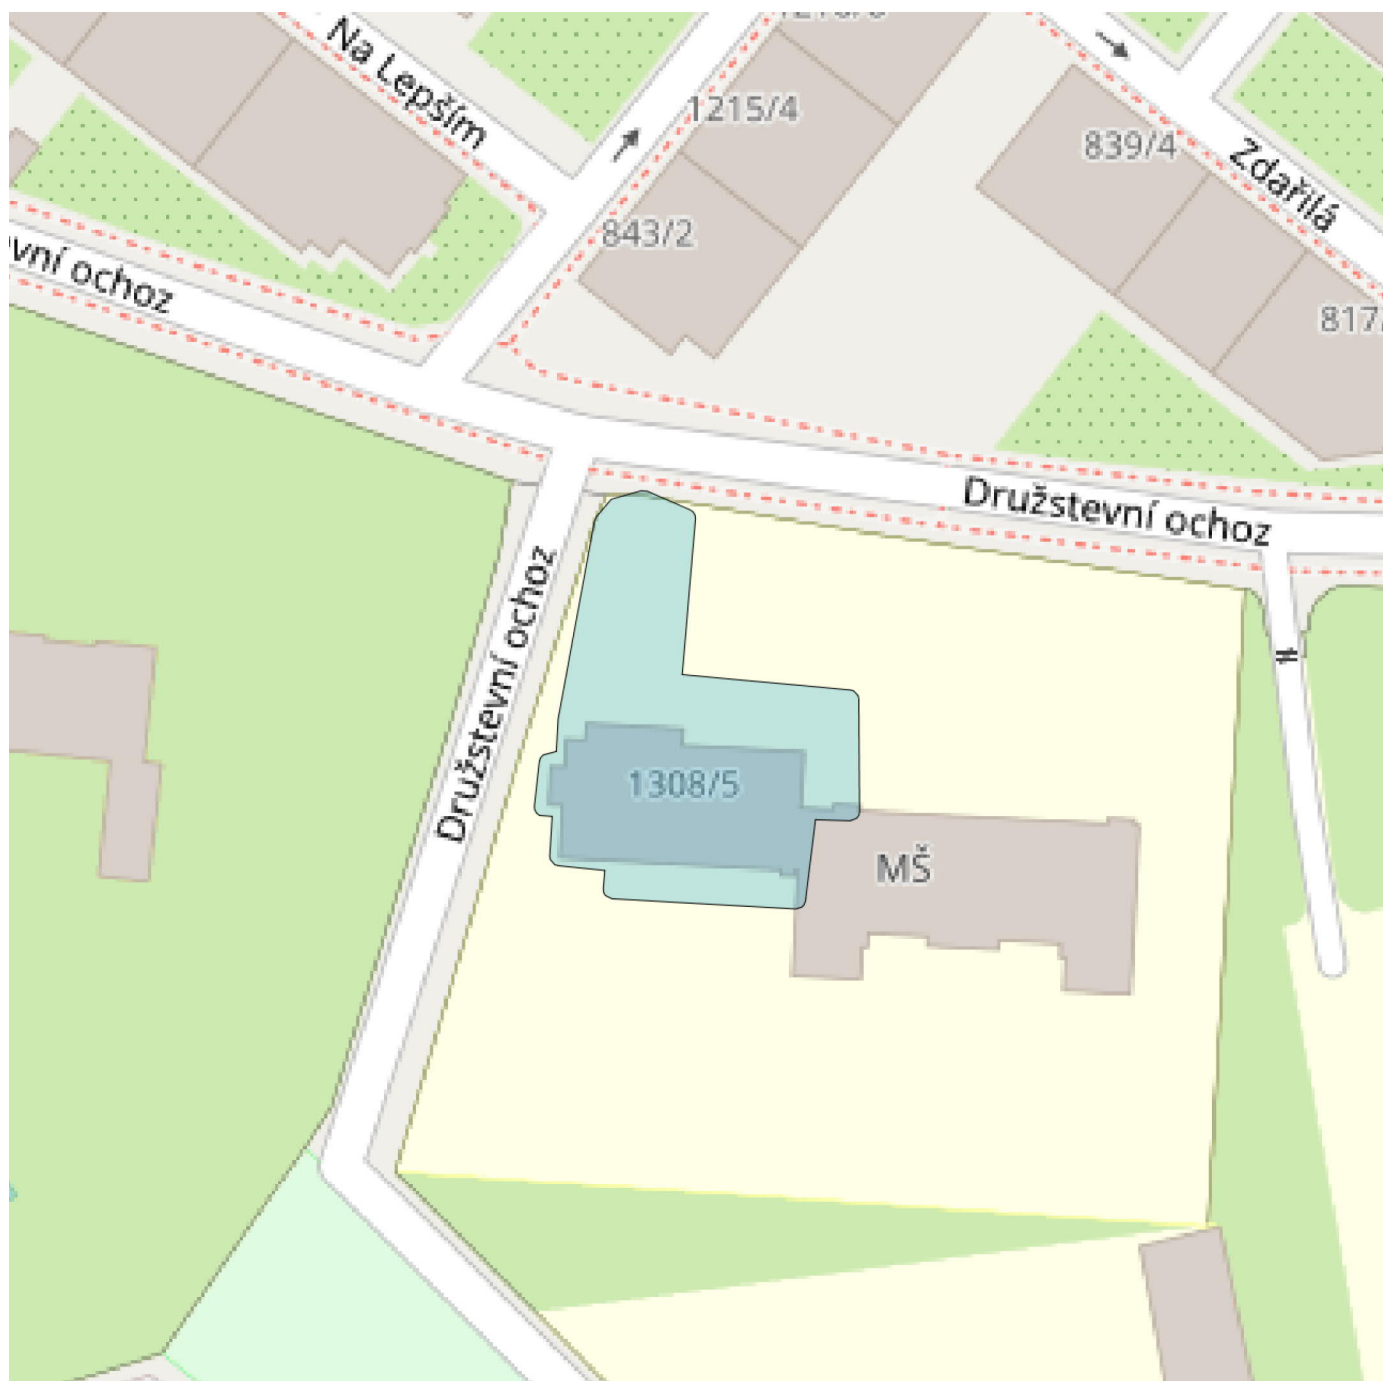 Na Lepším
1215/4
839/4
Zdařilá
843/2
vní ochoz
817/
Družstevní ochoz
Družstevní ochoz
1308/5
MŠ